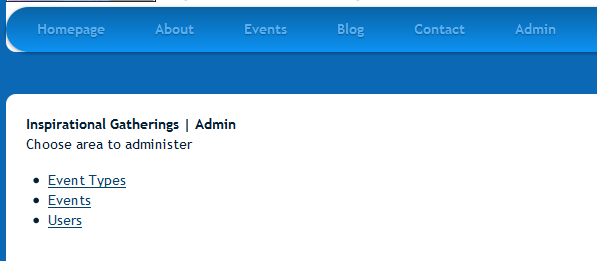 Homepage About Events Blog Contact Admin
Inspirational Gatherings | Admin
Choose area to administer
Event Types
Events
Users